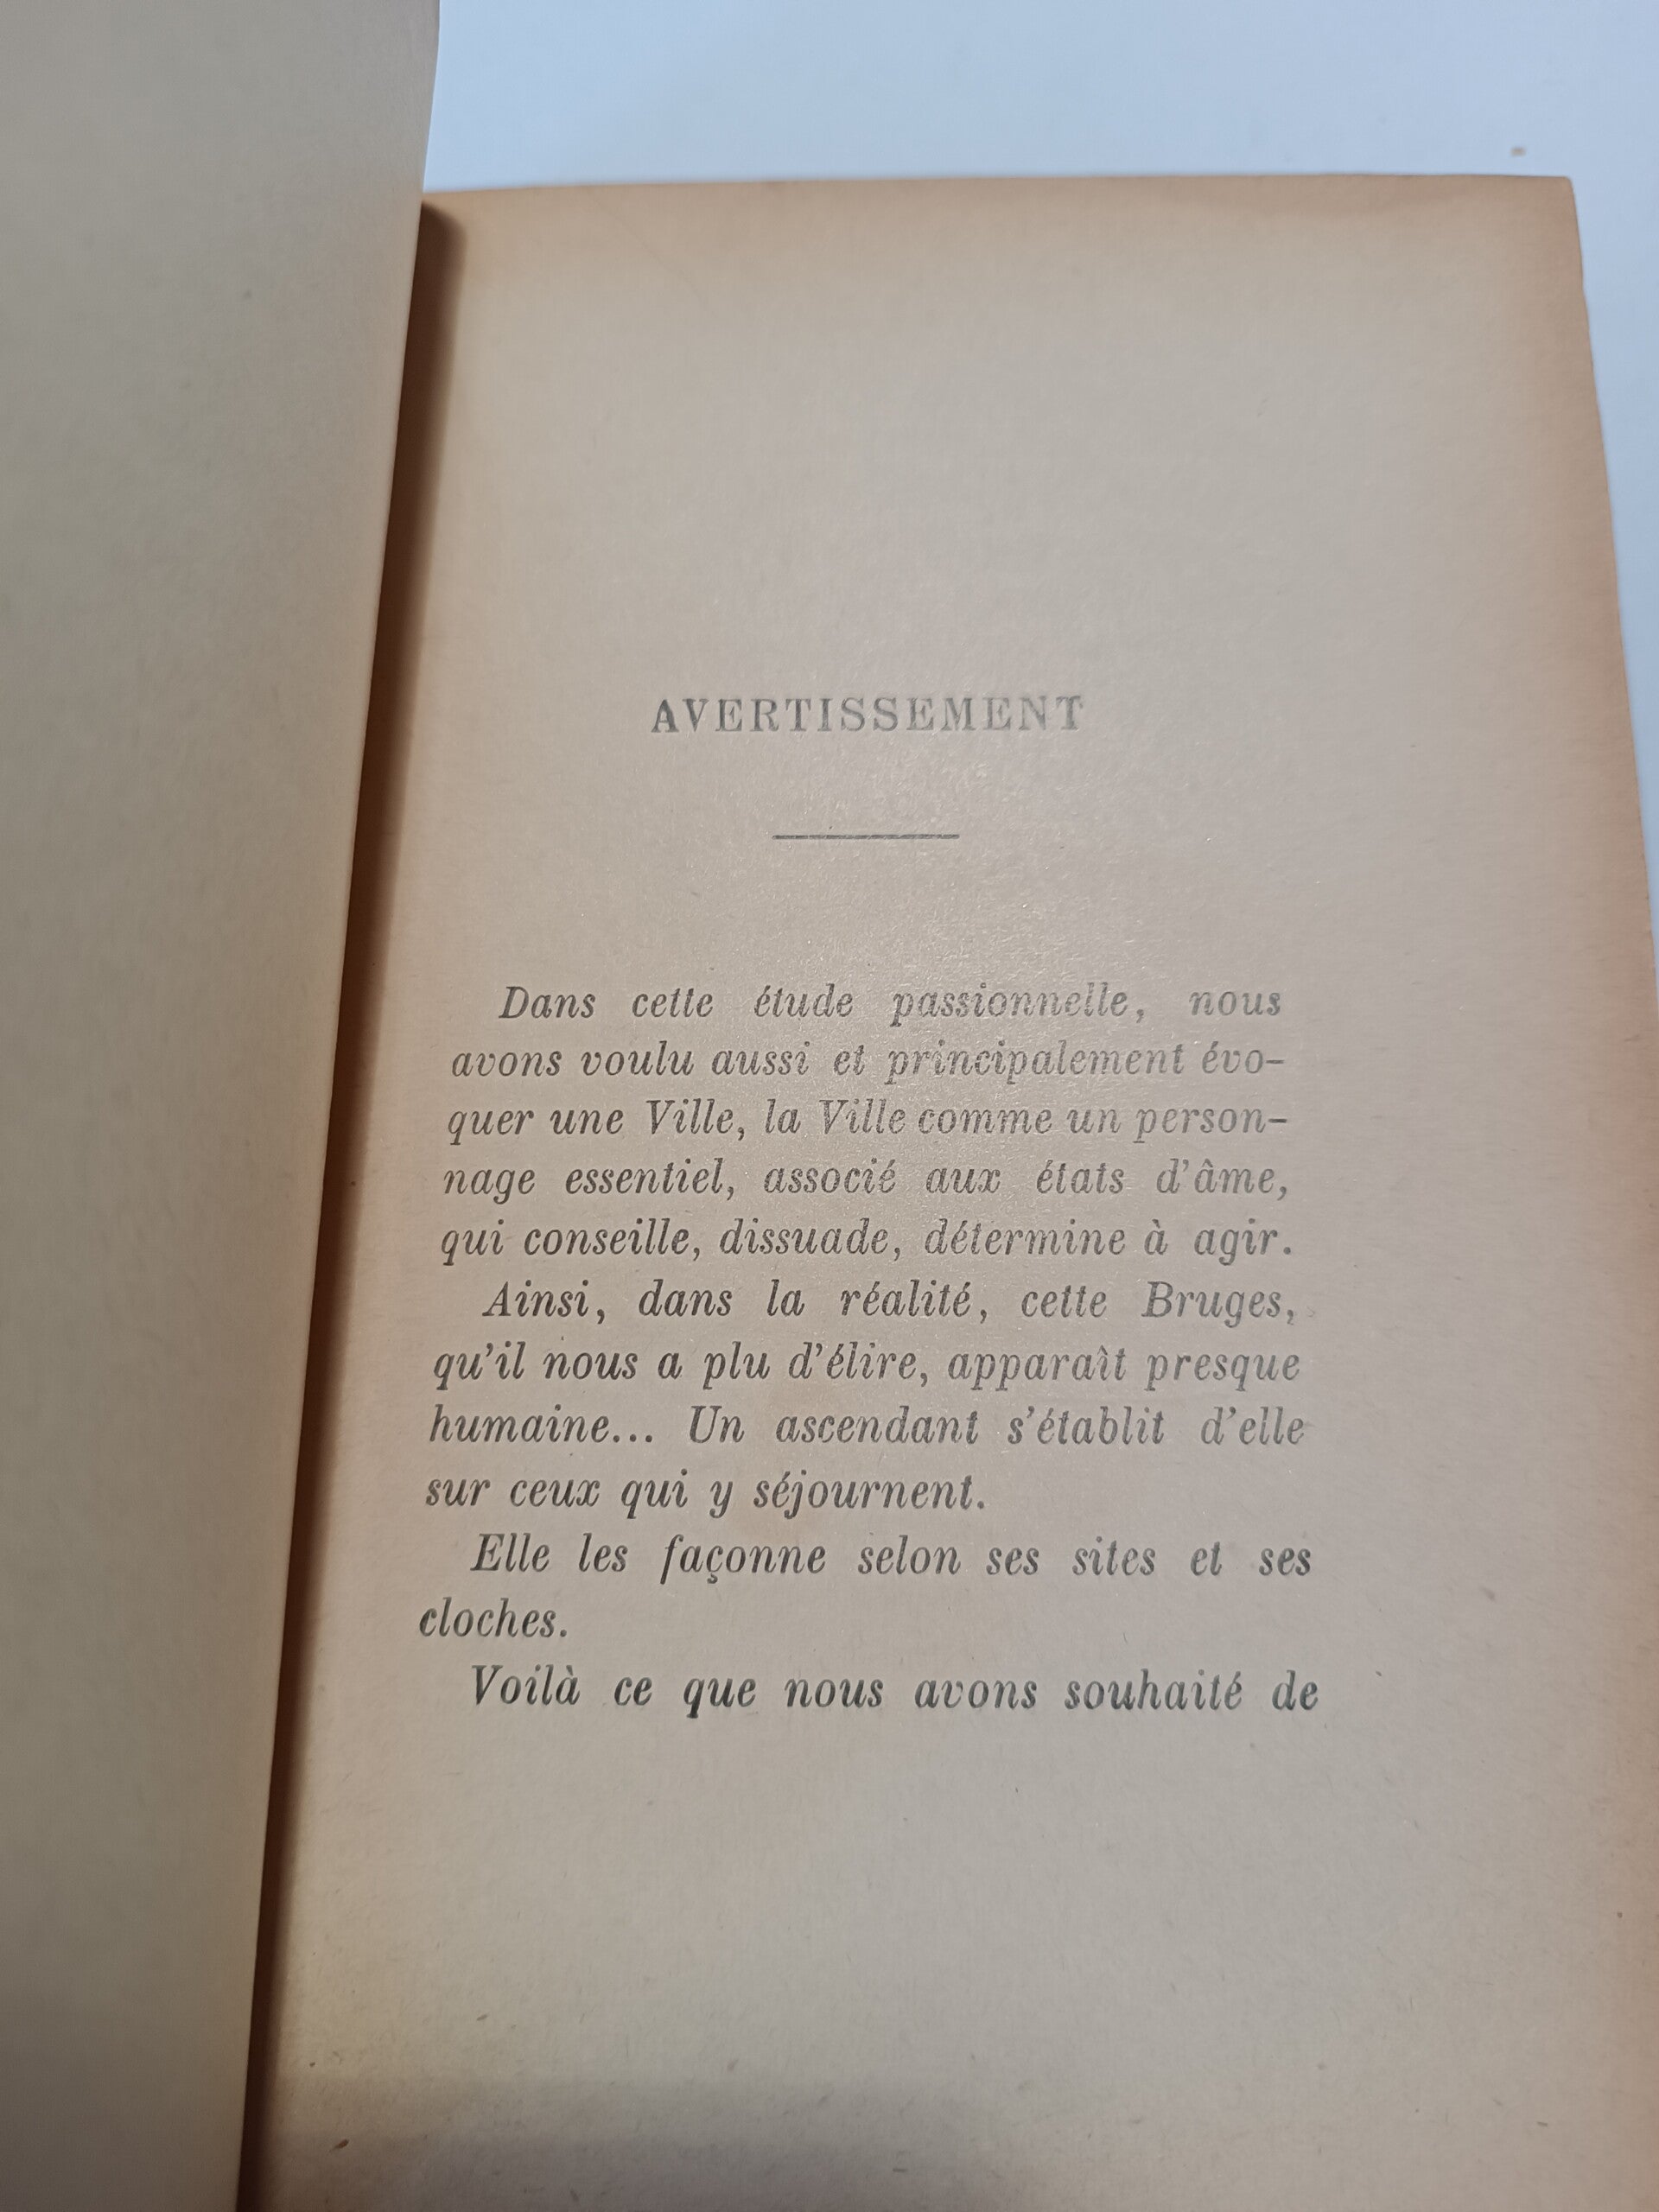 AVERTISSEMENT
Dans cette étude passionnelle, nous
avons voulu aussi et principalement évo-
quer une Ville, la Ville comme un person-
nage essentiel, associé aux états d'âme,
qui conseille, dissuade, détermine à agir.
Ainsi, dans la réalité, cette Bruges,
qu'il nous a plu d'élire, apparaît presque
humaine... Un ascendant s'établit d'elle
sur ceux qui y séjournent.
Elle les façonne selon ses sites et ses
cloches.
Voilà ce que nous avons souhaité de